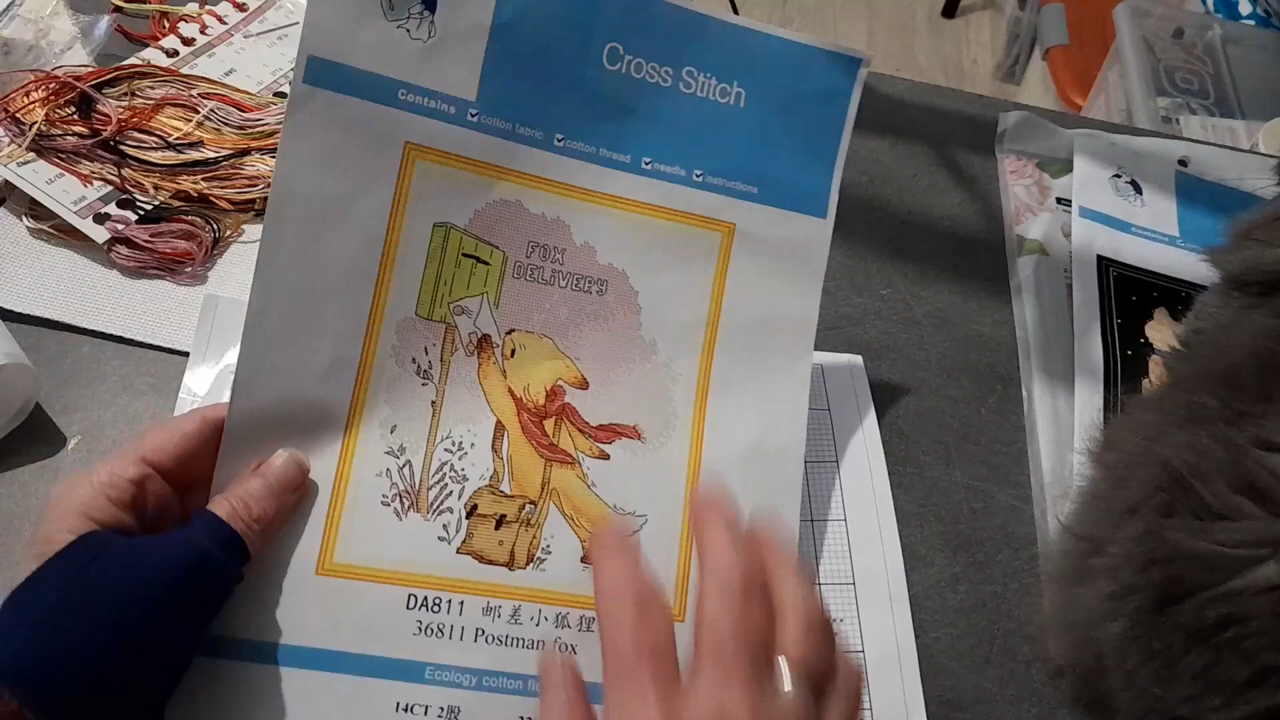 Cross Stitch
Contains cotton fabric cotton thread needle instructions
FOX
DELIVERY
DA811 邮差小狐狸
36811 Postman fox
Ecology cotton
14CT 2股